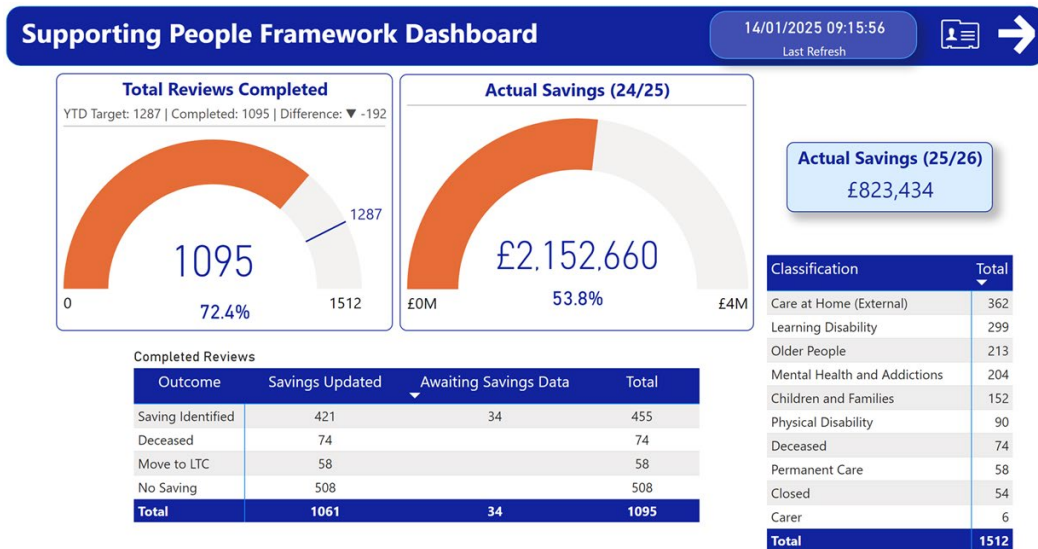 Supporting People Framework Dashboard
14/01/2025 09:15:56
Last Refresh
Total Reviews Completed
YTD Target: 1287 | Completed: 1095 | Difference: ▼ -192
1287
1095
0
72.4%
1512
Actual Savings (24/25)
£2,152,660
£0M
53.8%
£4M
Actual Savings (25/26)
£823,434
Completed Reviews
Outcome Savings Updated Awaiting Savings Data Total
Saving Identified 421 34 455
Deceased 74 74
Move to LTC 58 58
No Saving 508 508
Total 1061 34 1095
Classification Total
Care at Home (External) 362
Learning Disability 299
Older People 213
Mental Health and Addictions 204
Children and Families 152
Physical Disability 90
Deceased 74
Permanent Care 58
Closed 54
Carer 6
Total 1512